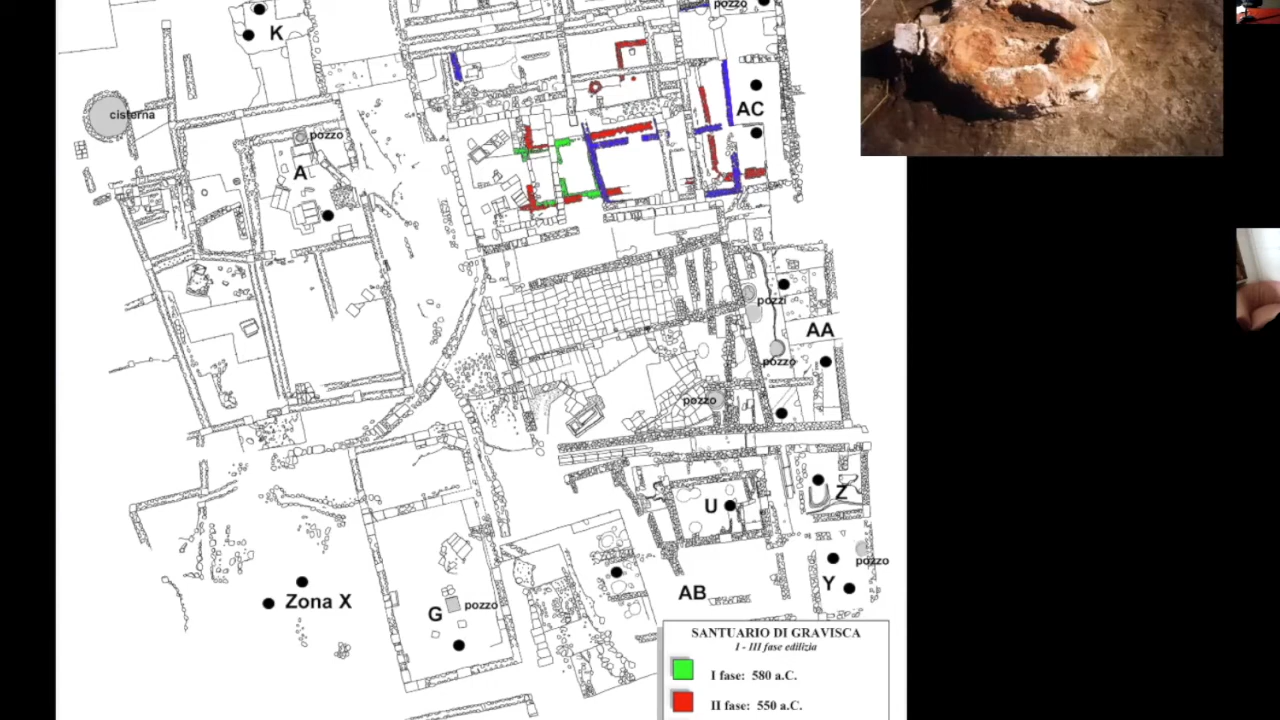 pozzo
K
cisterna
pozzo
AC
A
pozzi
AA
pozzo
pozzo
Z
U
pozzo
Y
AB
Zona X
G
pozzo
SANTUARIO DI GRAVISCA
I - III fase edilizia
I fase: 580 a.C.
II fase: 550 a.C.